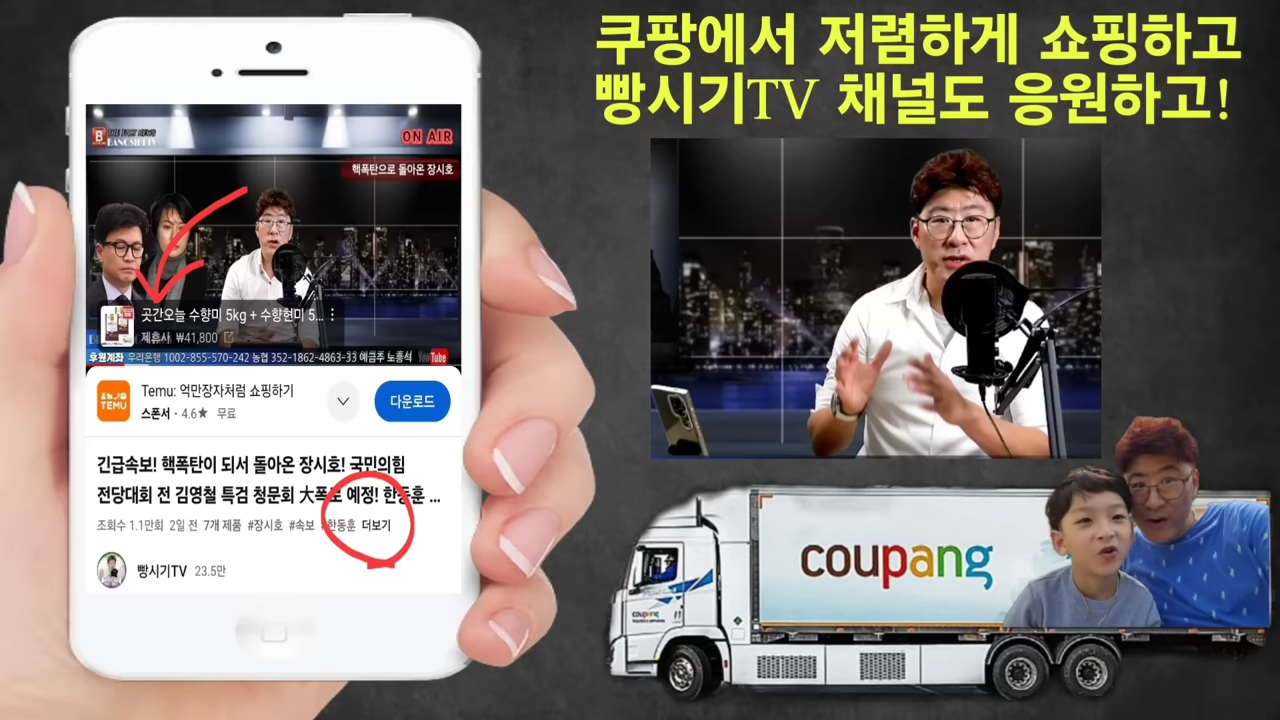 쿠팡에서 저렴하게 쇼핑하고
빵시기TV 채널도 응원하고!
B THE FACT NEWS
BANGSIKITV
ON AIR
핵폭탄으로 돌아온 장시호
곳간오늘 수향미 5kg + 수향현미 5...
제휴사 ₩41,800
후원계좌 우리은행 1002-855-570-242 농협 352-1862-4863-33 예금주 노종석 YouTube
TEMU
Temu: 억만장자처럼 쇼핑하기
스폰서 · 4.6★ 무료
다운로드
긴급속보! 핵폭탄이 되서 돌아온 장시호! 국민의힘
전당대회 전 김영철 특검 청문회 大폭로 예정! 한동훈 ...
조회수 1.1만회 2일 전 7개 제품 #장시호 #속보 #한동훈 더보기
빵시기TV 23.5만
coupang
coupang